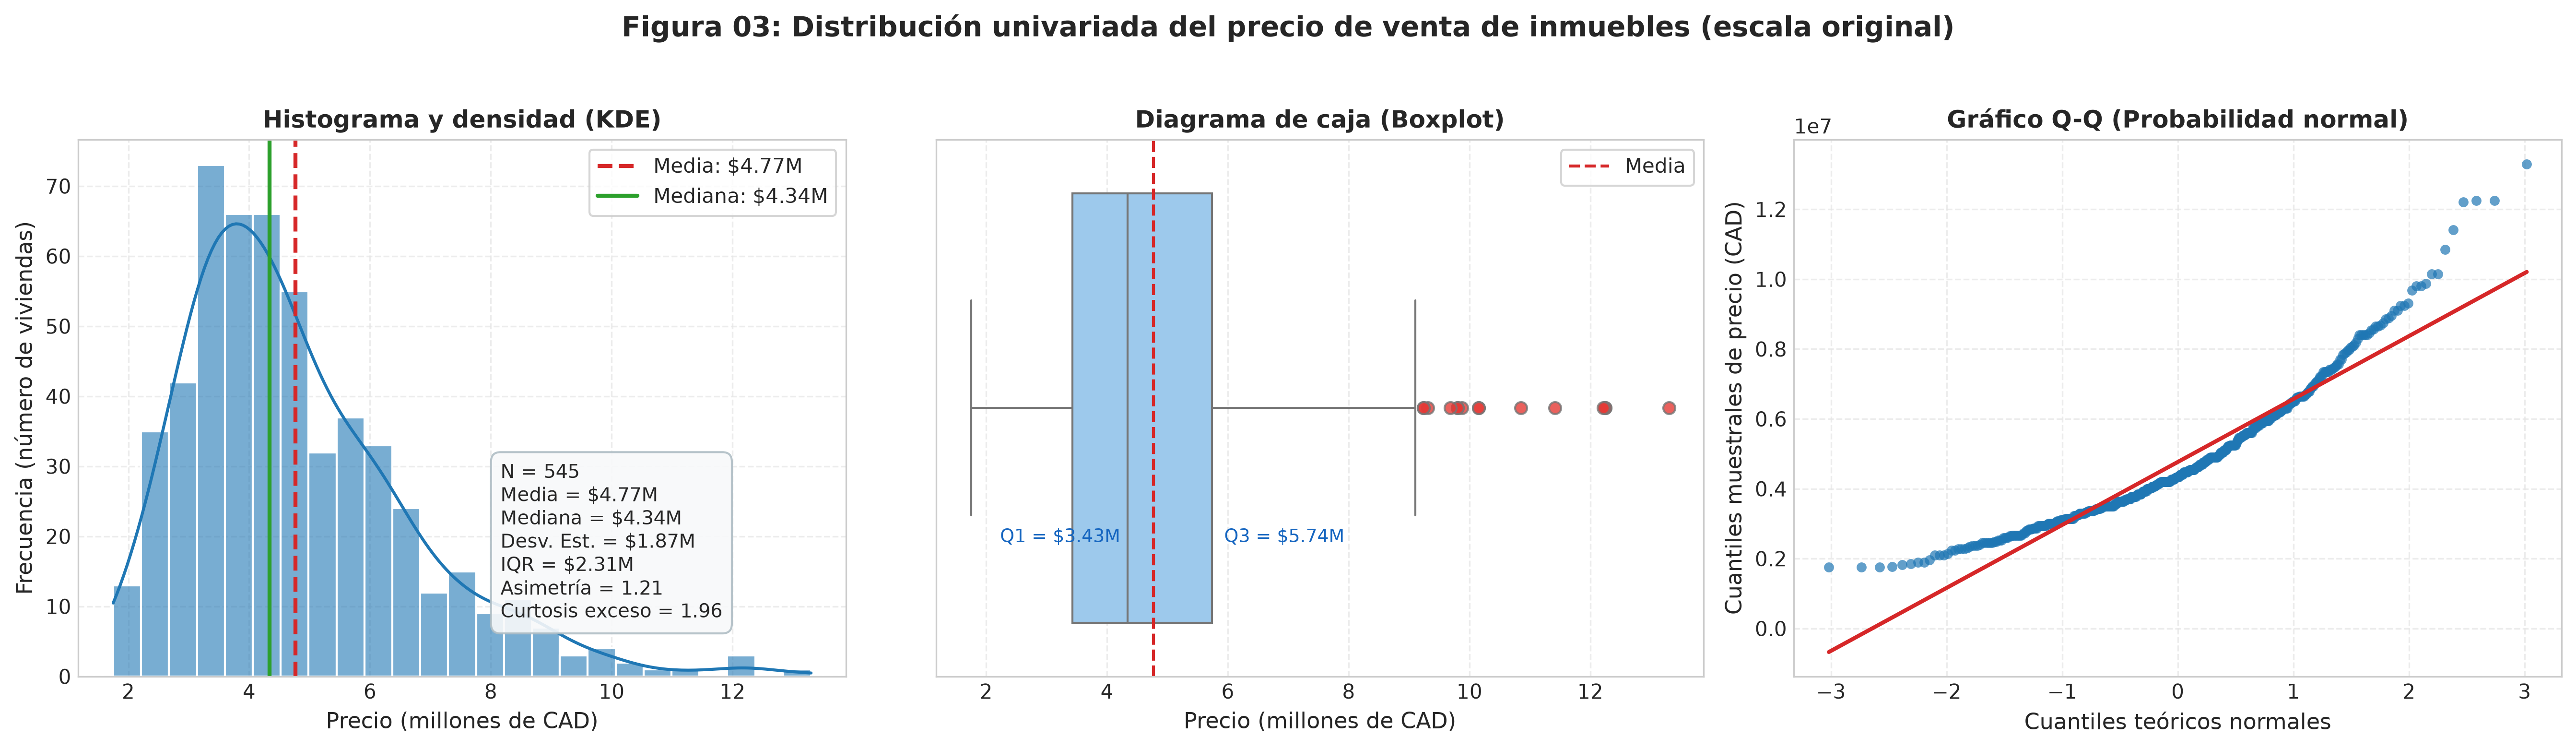 Figura 03: Distribución univariada del precio de venta de inmuebles (escala original)
Histograma y densidad (KDE)
Media: $4.77M
Mediana: $4.34M
N = 545
Media = $4.77M
Mediana = $4.34M
Desv. Est. = $1.87M
IQR = $2.31M
Asimetría = 1.21
Curtosis exceso = 1.96
Frecuencia (número de viviendas)
70
60
50
40
30
20
10
0
2 4 6 8 10 12
Precio (millones de CAD)
Diagrama de caja (Boxplot)
Media
Q1 = $3.43M
Q3 = $5.74M
2 4 6 8 10 12
Precio (millones de CAD)
Gráfico Q-Q (Probabilidad normal)
1e7
Cuantiles muestrales de precio (CAD)
1.2
1.0
0.8
0.6
0.4
0.2
0.0
−3 −2 −1 0 1 2 3
Cuantiles teóricos normales